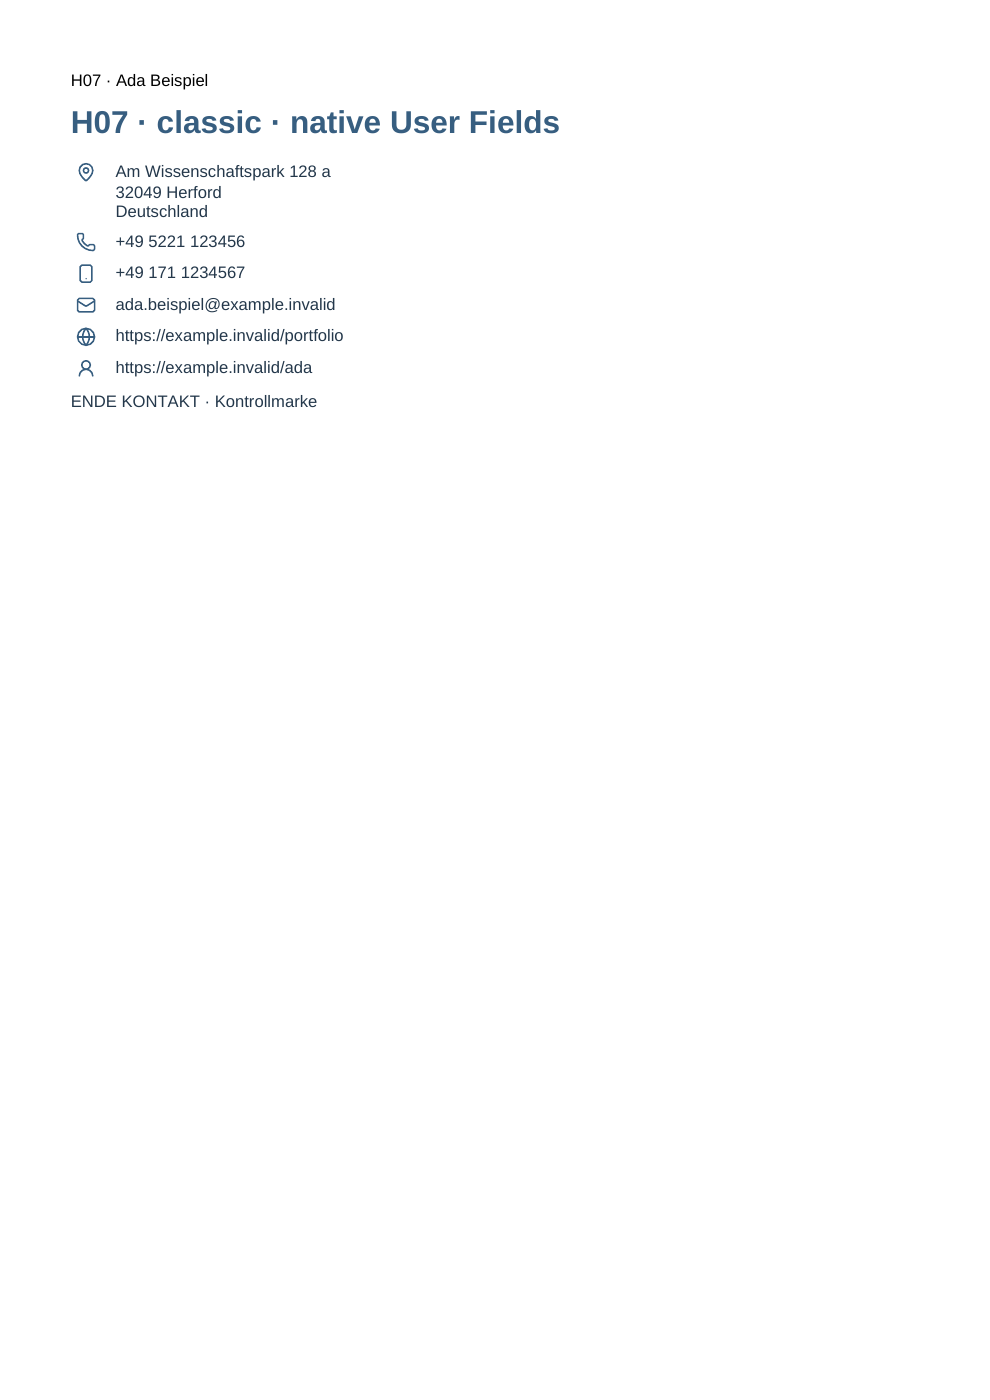 H07 · Ada Beispiel
H07 · classic · native User Fields
Am Wissenschaftspark 128 a
32049 Herford
Deutschland
+49 5221 123456
+49 171 1234567
ada.beispiel@example.invalid
https://example.invalid/portfolio
https://example.invalid/ada
ENDE KONTAKT · Kontrollmarke